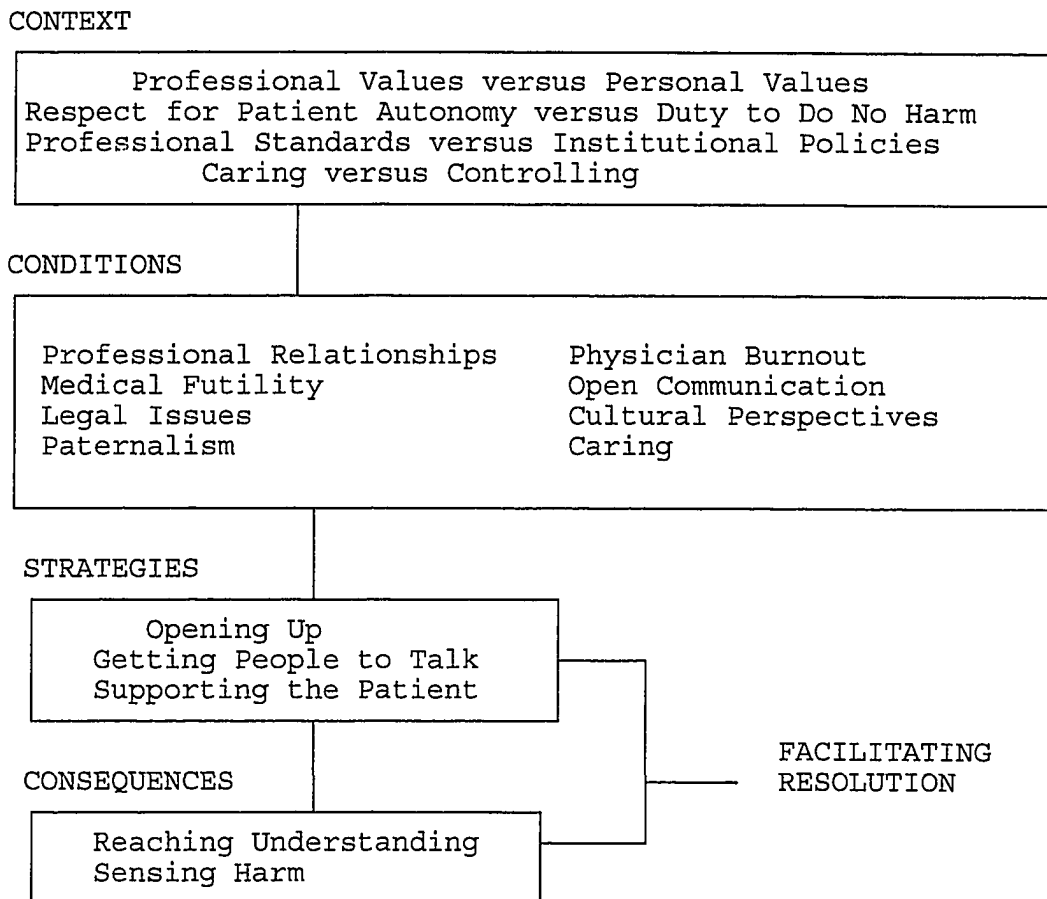 CONTEXT
Professional Values versus Personal Values
Respect for Patient Autonomy versus Duty to Do No Harm
Professional Standards versus Institutional Policies
Caring versus Controlling
CONDITIONS
Professional Relationships
Medical Futility
Legal Issues
Paternalism
Physician Burnout
Open Communication
Cultural Perspectives
Caring
STRATEGIES
Opening Up
Getting People to Talk
Supporting the Patient
CONSEQUENCES
Reaching Understanding
Sensing Harm
FACILITATING
RESOLUTION